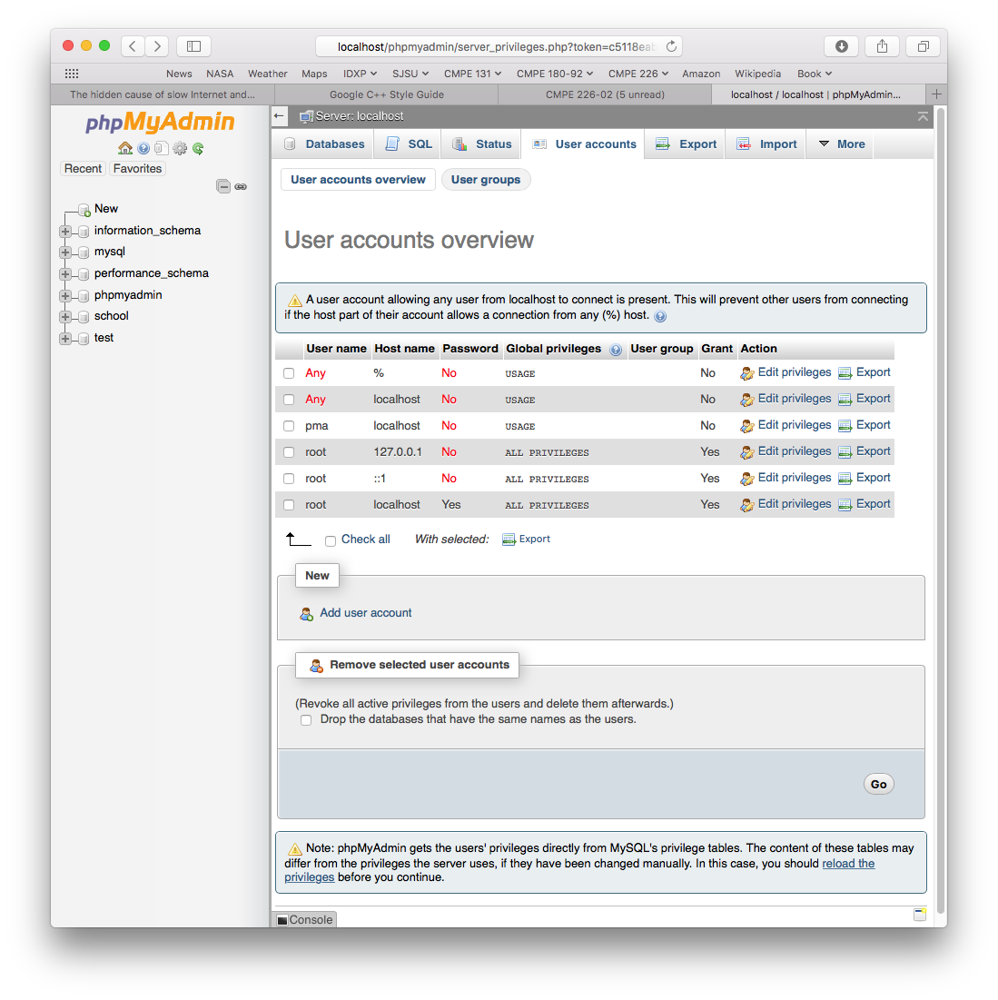 localhost/phpmyadmin/server_privileges.php?token=c5118eab
News NASA Weather Maps IDXP SJSU CMPE 131 CMPE 180-92 CMPE 226 Amazon Wikipedia Book
The hidden cause of slow Internet and... Google C++ Style Guide CMPE 226-02 (5 unread) localhost / localhost | phpMyAdmin...
phpMyAdmin
Recent Favorites
New
information_schema
mysql
performance_schema
phpmyadmin
school
test
Server: localhost
Databases SQL Status User accounts Export Import More
User accounts overview User groups
User accounts overview
A user account allowing any user from localhost to connect is present. This will prevent other users from connecting
if the host part of their account allows a connection from any (%) host.
User name Host name Password Global privileges User group Grant Action
Any % No USAGE No Edit privileges Export
Any localhost No USAGE No Edit privileges Export
pma localhost No USAGE No Edit privileges Export
root 127.0.0.1 No ALL PRIVILEGES Yes Edit privileges Export
root ::1 No ALL PRIVILEGES Yes Edit privileges Export
root localhost Yes ALL PRIVILEGES Yes Edit privileges Export
Check all With selected: Export
New
Add user account
Remove selected user accounts
(Revoke all active privileges from the users and delete them afterwards.)
Drop the databases that have the same names as the users.
Go
Note: phpMyAdmin gets the users' privileges directly from MySQL's privilege tables. The content of these tables may
differ from the privileges the server uses, if they have been changed manually. In this case, you should reload the
privileges before you continue.
Console